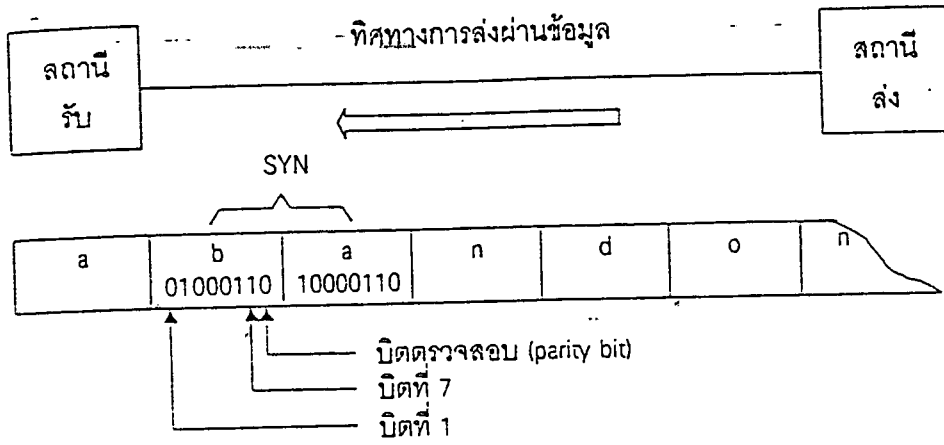 ทิศทางการส่งผ่านข้อมูล
สถานี
รับ
สถานี
ส่ง
SYN
a b a n d o n
01000110 10000110
บิตตรวจสอบ (parity bit)
บิตที่ 7
บิตที่ 1